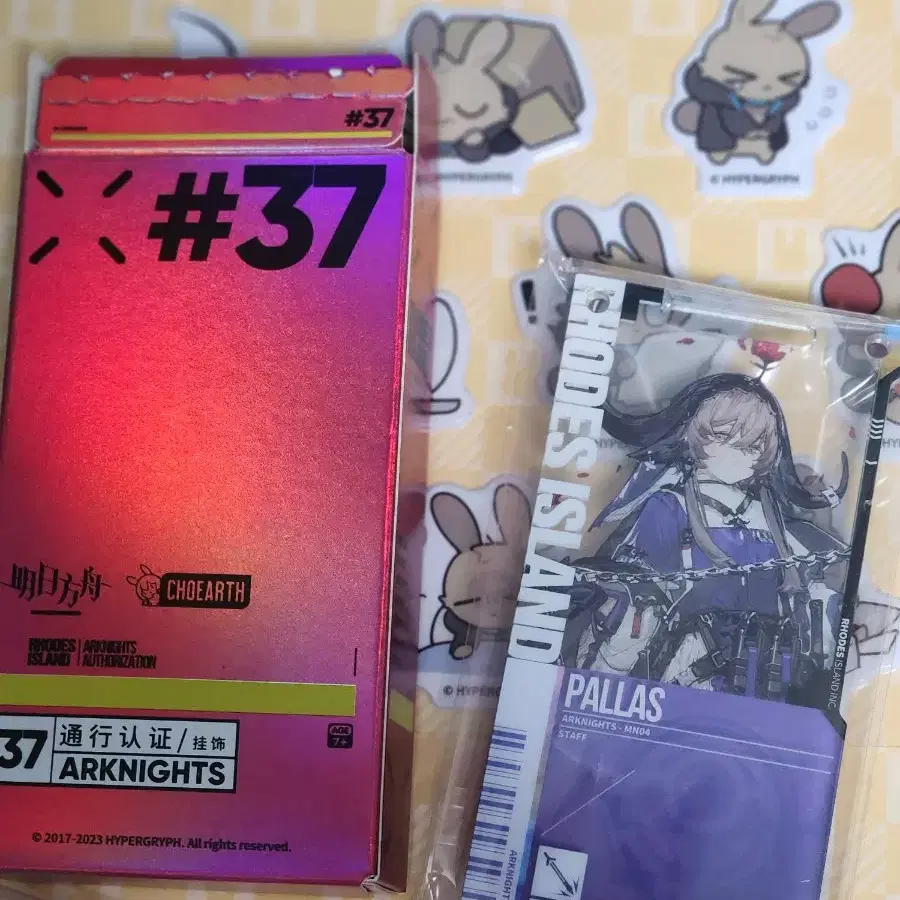 #37
#37
明日方舟
CHOEARTH
RHODES ISLAND
ARKNIGHTS AUTHORIZATION
37
通行认证/挂饰
ARKNIGHTS
AGE
7+
© 2017-2023 HYPERGRYPH. All rights reserved.
© HYPERGRYPH
HYPERGRYPH
© HYPERG
RHODES ISLAND
RHODES ISLAND INC.
PALLAS
ARKNIGHTS - MN04
STAFF
ARKNIGHT